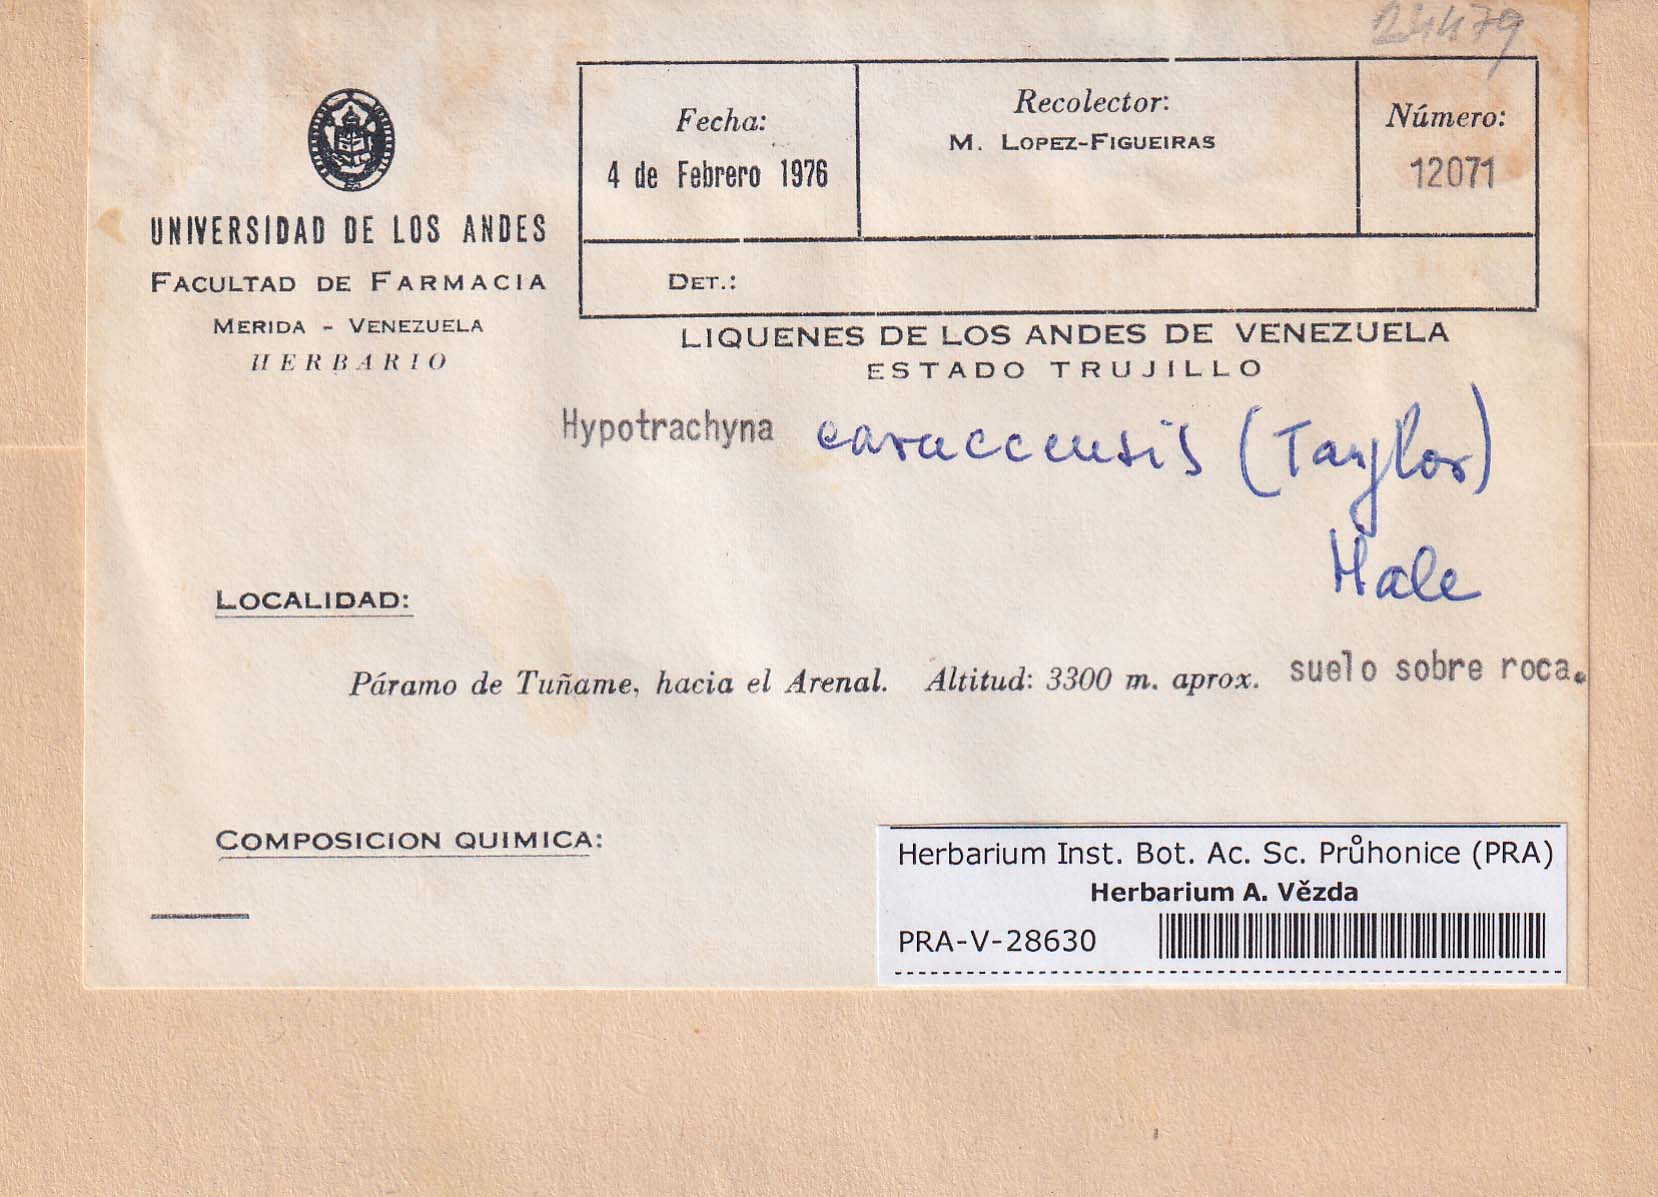 24479
Fecha:
4 de Febrero 1976
Recolector:
M. LOPEZ-FIGUEIRAS
Número:
12071
DET.:
UNIVERSIDAD DE LOS ANDES
FACULTAD DE FARMACIA
MERIDA - VENEZUELA
HERBARIO
LIQUENES DE LOS ANDES DE VENEZUELA
ESTADO TRUJILLO
Hypotrachyna caraccensis (Taylor)
Hale
LOCALIDAD:
Páramo de Tuñame, hacia el Arenal. Altitud: 3300 m. aprox. suelo sobre roca.
COMPOSICION QUIMICA:
Herbarium Inst. Bot. Ac. Sc. Průhonice (PRA)
Herbarium A. Vězda
PRA-V-28630